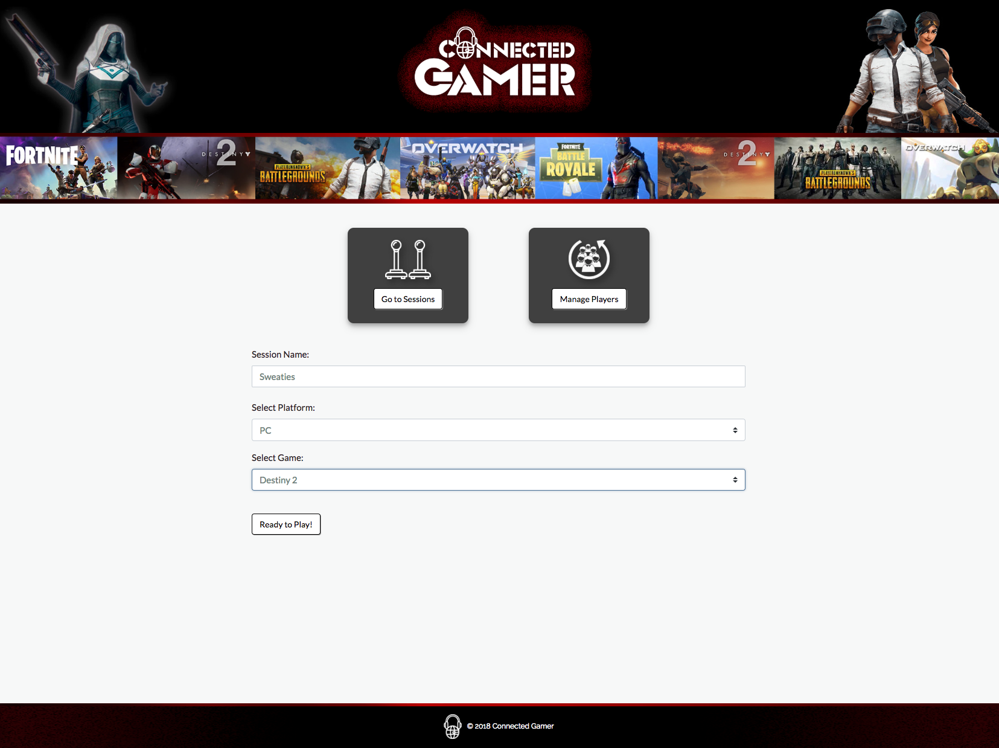 CONNECTED
GAMER
FORTNITE
DESTINY 2
PLAYERUNKNOWN'S
BATTLEGROUNDS
OVERWATCH
FORTNITE
BATTLE
ROYALE
DESTINY 2
PLAYERUNKNOWN'S
BATTLEGROUNDS
OVERWATCH
Go to Sessions
Manage Players
Session Name:
Sweaties
Select Platform:
PC
Select Game:
Destiny 2
Ready to Play!
© 2018 Connected Gamer